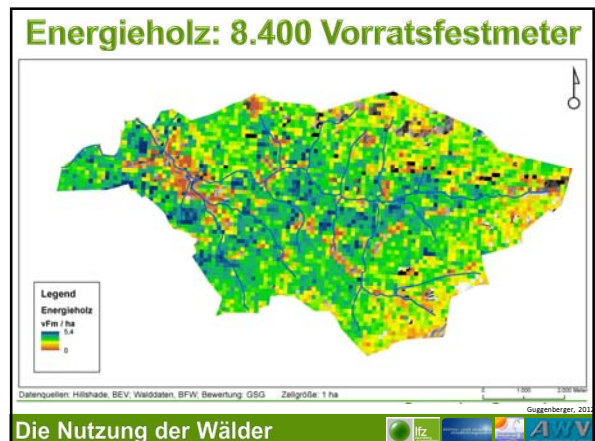 Energieholz: 8.400 Vorratsfestmeter
Legend
Energieholz
vFm / ha
5.4
0
Datenquellen: Hillshade, BEV; Walddaten, BFW; Bewertung: GSG Zellgröße: 1 ha
0 1.000 2.000 Meter
Guggenberger, 2012
Die Nutzung der Wälder
lfz
AWV